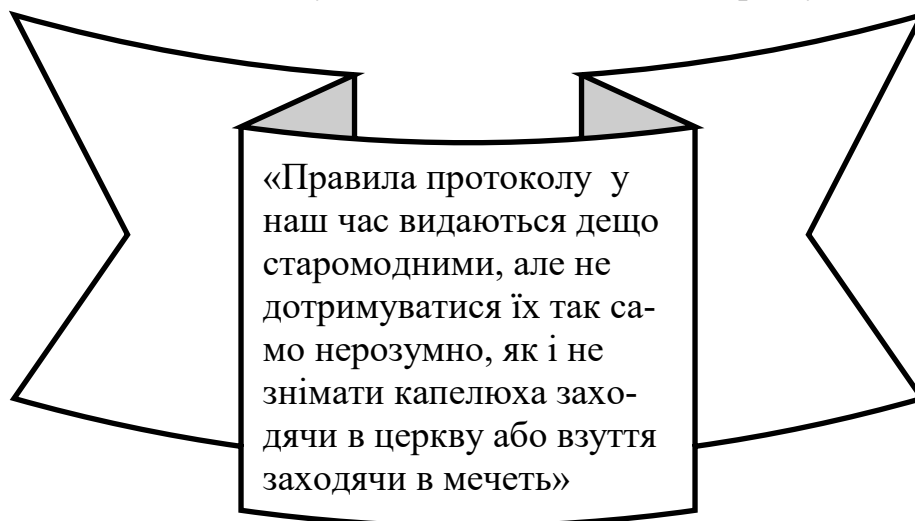 «Правила протоколу  у
наш час видаються дещо
старомодними, але не
дотримуватися їх так са-
мо нерозумно, як і не
знімати капелюха захо-
дячи в церкву або взуття
заходячи в мечеть»